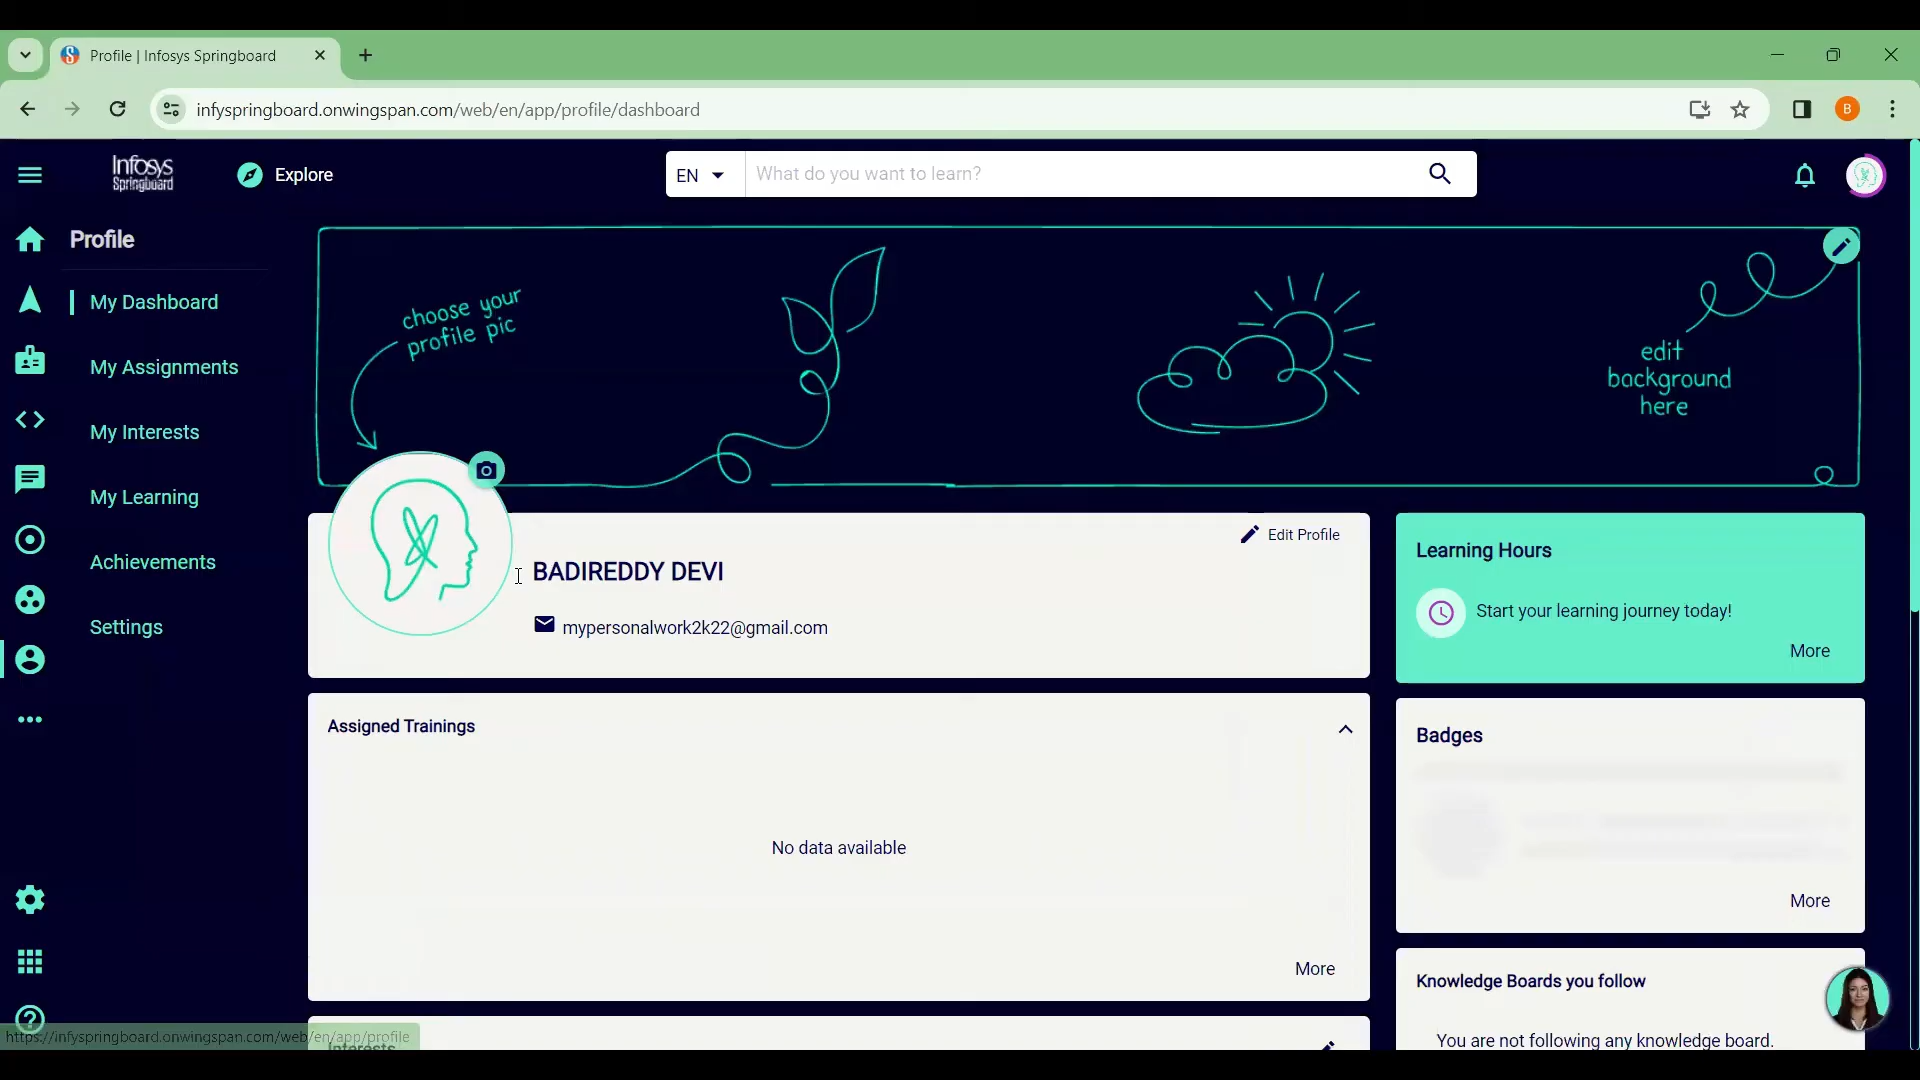 Profile | Infosys Springboard
infyspringboard.onwingspan.com/web/en/app/profile/dashboard
B
Infosys
Springboard
Explore
EN
What do you want to learn?
Profile
My Dashboard
My Assignments
My Interests
My Learning
Achievements
Settings
choose your
profile pic
edit
background
here
Edit Profile
BADIREDDY DEVI
mypersonalwork2k22@gmail.com
Learning Hours
Start your learning journey today!
More
Assigned Trainings
No data available
More
Badges
More
Knowledge Boards you follow
You are not following any knowledge board.
Interests
https://infyspringboard.onwingspan.com/web/en/app/profile